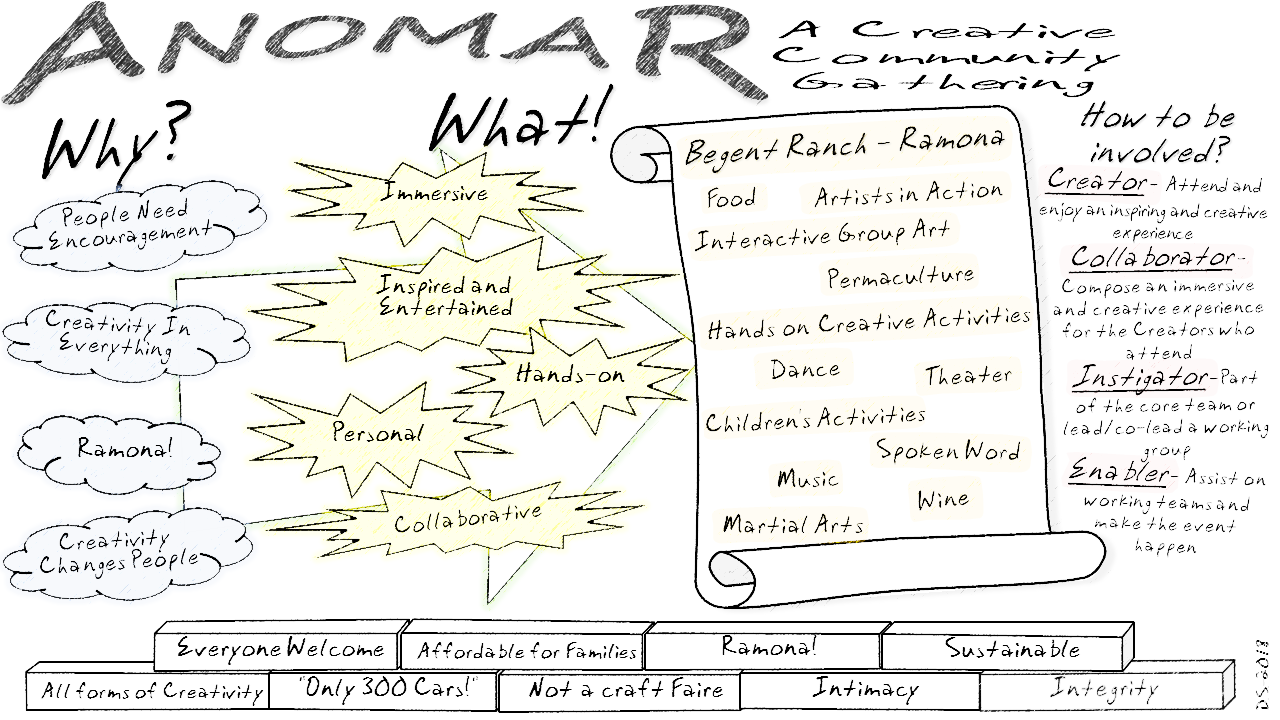 ANOMAR
A Creative
Community
Gathering
Why?
People Need
Encouragement
Creativity In
Everything
Ramona!
Creativity
Changes People
What!
Immersive
Inspired and
Entertained
Hands-on
Personal
Collaborative
Begent Ranch - Ramona
Food Artists in Action
Interactive Group Art
Permaculture
Hands on Creative Activities
Dance Theater
Children's Activities
Spoken Word
Music
Wine
Martial Arts
How to be
involved?
Creator- Attend and
enjoy an inspiring and creative
experience
Collaborator-
Compose an immersive
and creative experience
for the Creators who
attend
Instigator-Part
of the core team or
lead/co-lead a working
group
Enabler- Assist on
working teams and
make the event
happen
Everyone Welcome Affordable for Families Ramona! Sustainable
All forms of Creativity "Only 300 Cars!" Not a craft Faire Intimacy Integrity